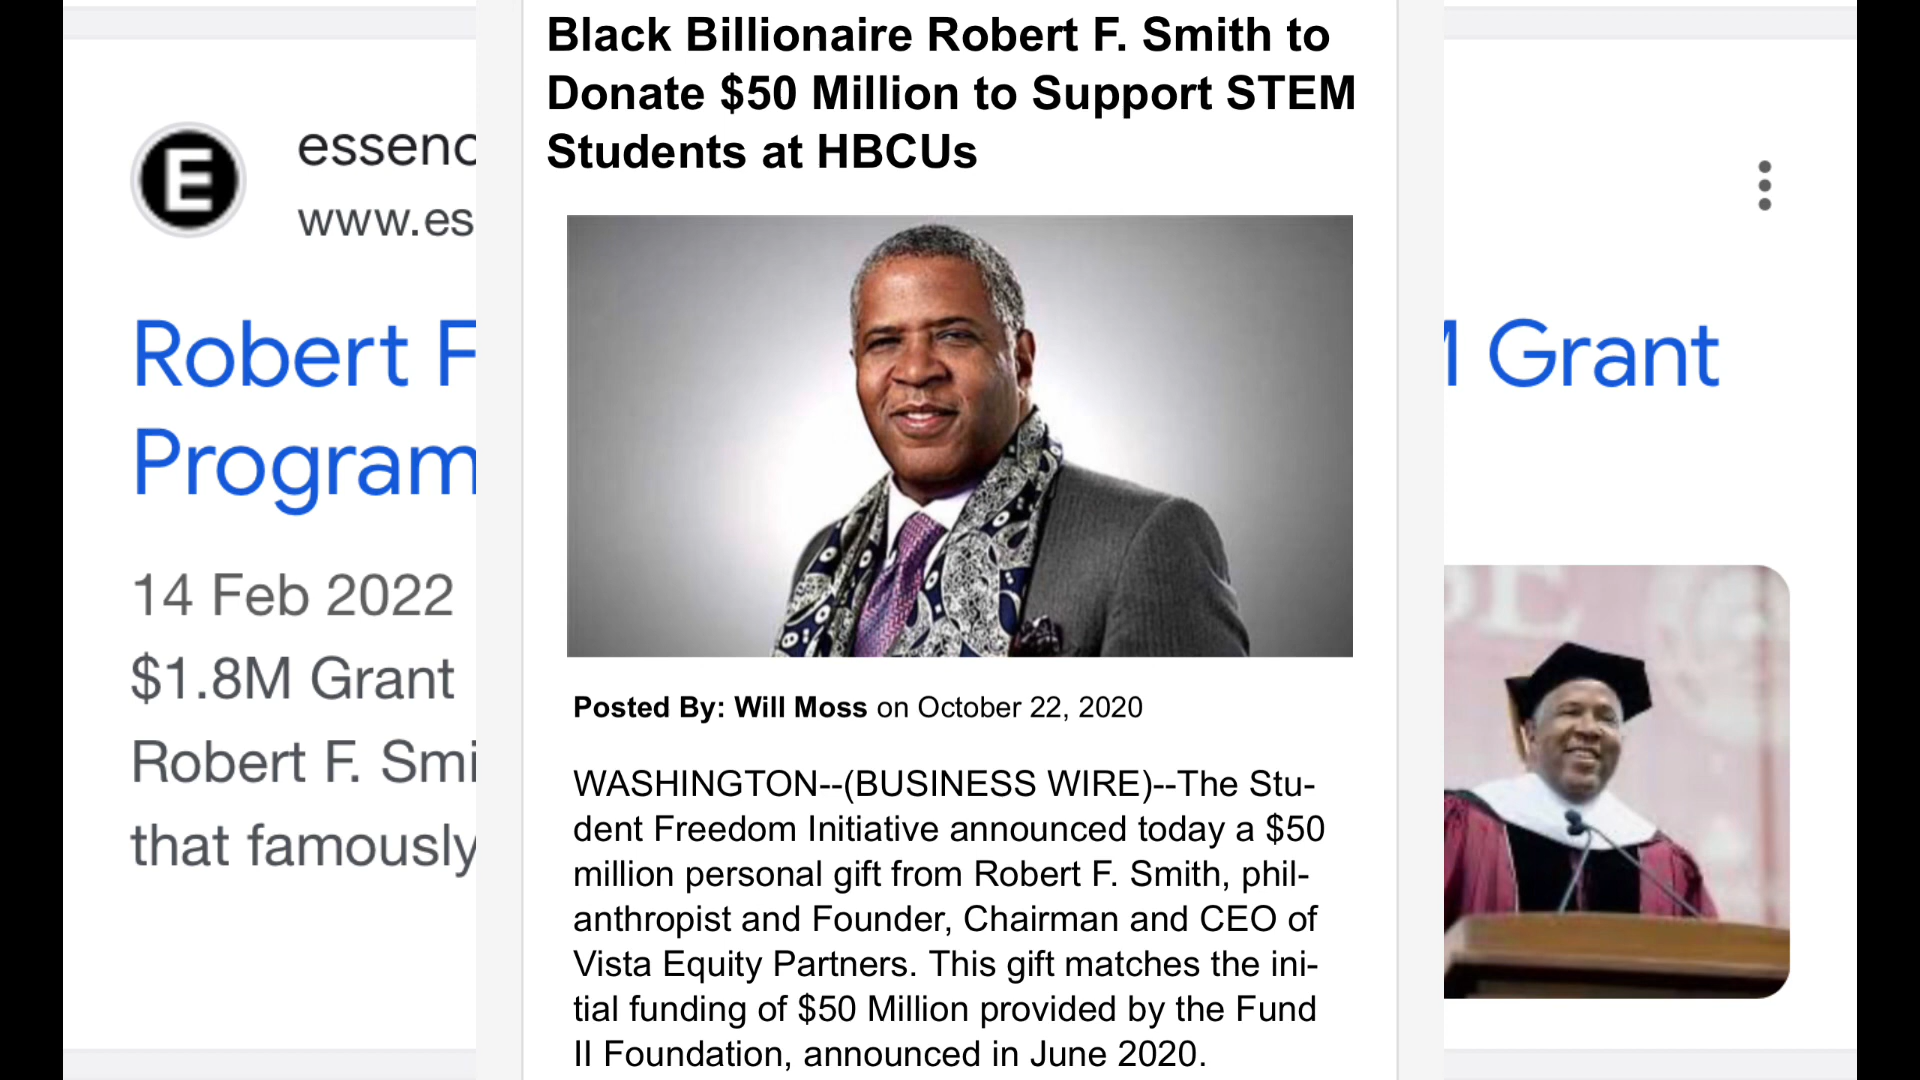 essenc
www.es
Robert F
Program
14 Feb 2022
$1.8M Grant
Robert F. Smi
that famously
Black Billionaire Robert F. Smith to
Donate $50 Million to Support STEM
Students at HBCUs
Posted By: Will Moss on October 22, 2020
WASHINGTON--(BUSINESS WIRE)--The Stu-
dent Freedom Initiative announced today a $50
million personal gift from Robert F. Smith, phil-
anthropist and Founder, Chairman and CEO of
Vista Equity Partners. This gift matches the ini-
tial funding of $50 Million provided by the Fund
II Foundation, announced in June 2020.
Grant